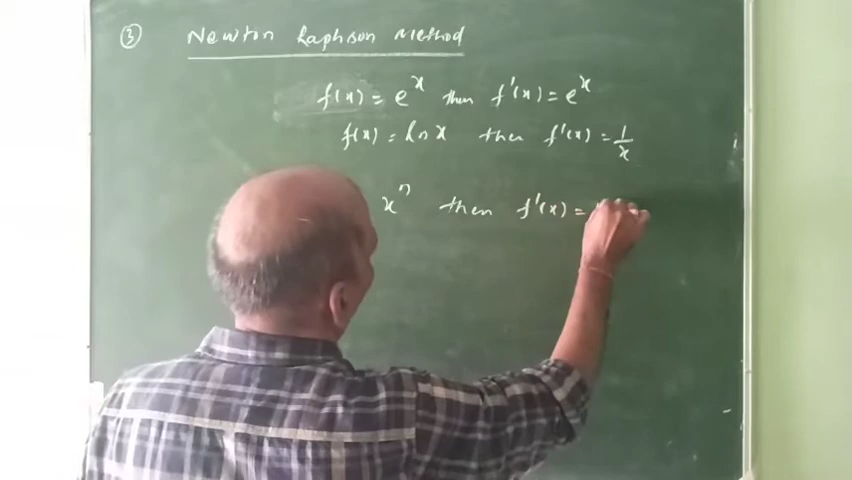 ③ Newton Raphson Method
f(x) = e^x then f'(x) = e^x
f(x) = ln x then f'(x) = 1/x
x^n then f'(x) =